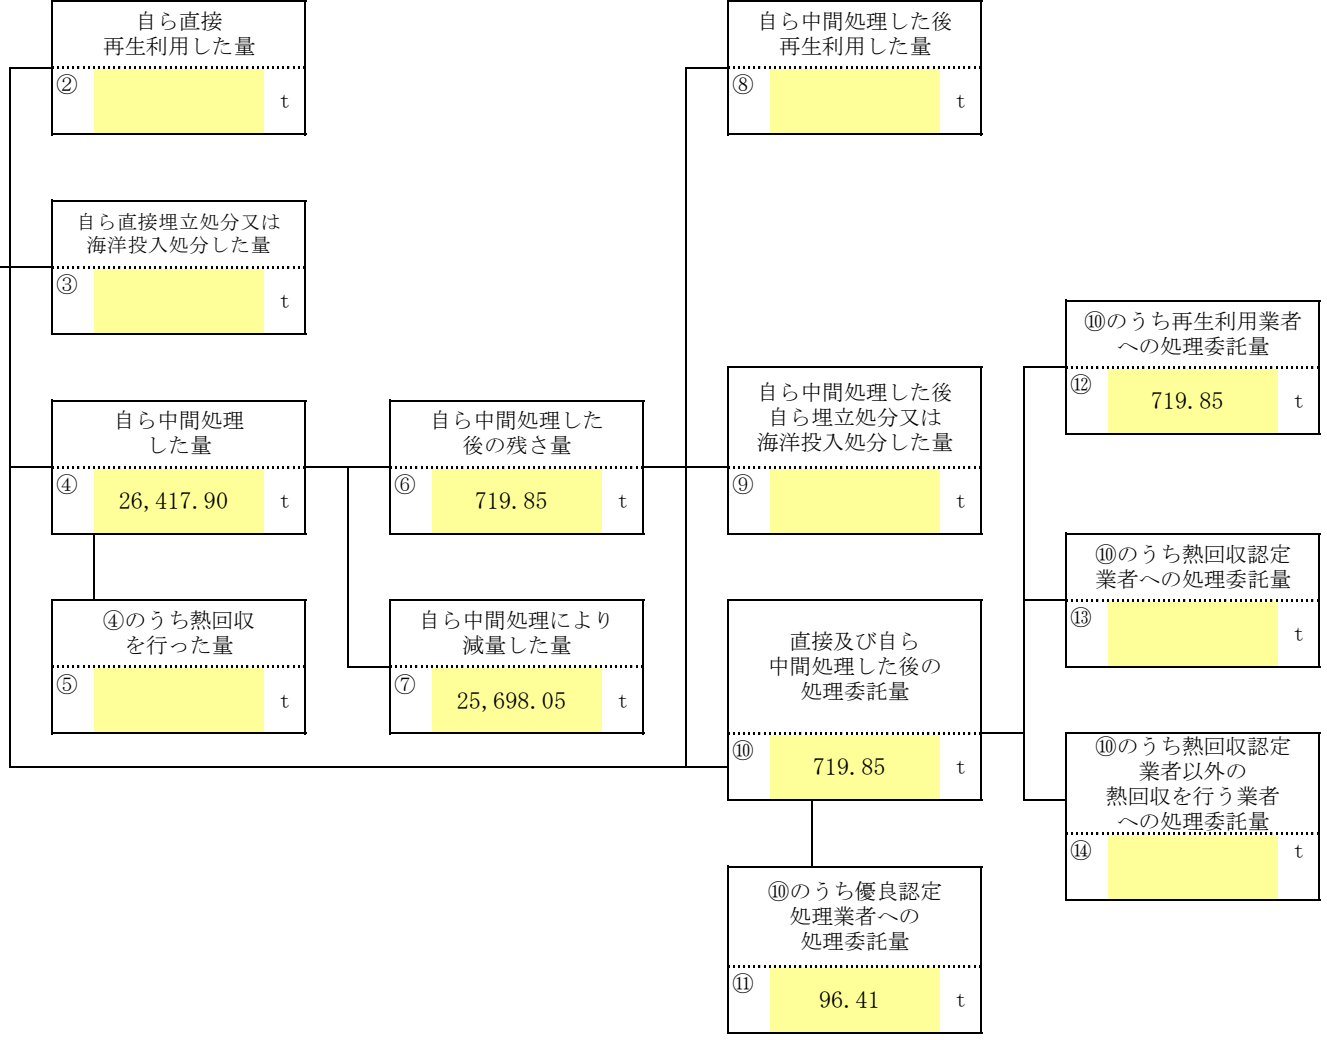 自ら直接
再生利用した量
②
t
自ら直接埋立処分又は
海洋投入処分した量
③
t
自ら中間処理
した量
④
26,417.90
t
④のうち熱回収
を行った量
⑤
t
自ら中間処理した
後の残さ量
⑥
719.85
t
自ら中間処理により
減量した量
⑦
25,698.05
t
自ら中間処理した後
再生利用した量
⑧
t
自ら中間処理した後
自ら埋立処分又は
海洋投入処分した量
⑨
t
直接及び自ら
中間処理した後の
処理委託量
⑩
719.85
t
⑩のうち優良認定
処理業者への
処理委託量
⑪
96.41
t
⑩のうち再生利用業者
への処理委託量
⑫
719.85
t
⑩のうち熱回収認定
業者への処理委託量
⑬
t
⑩のうち熱回収認定
業者以外の
熱回収を行う業者
への処理委託量
⑭
t